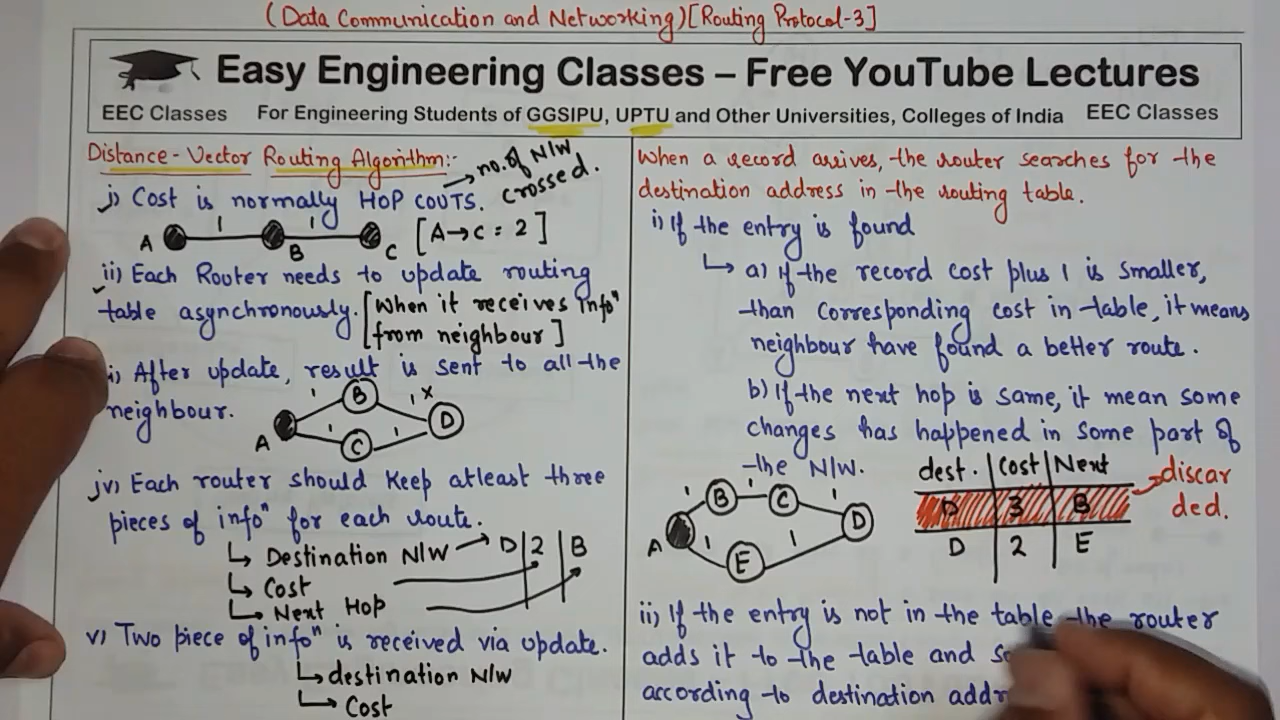 (Data Communication and Networking) [Routing Protocol-3]
Easy Engineering Classes – Free YouTube Lectures
EEC Classes For Engineering Students of GGSIPU, UPTU and Other Universities, Colleges of India EEC Classes
Distance-Vector Routing Algorithm:-
i) Cost is normally HOP COUTS. → no. of N/W crossed.
A 1 B 1 C [A→C = 2]
ii) Each Router needs to update routing
table asynchronously. [When it receives infoⁿ
from neighbour]
i) After update, result is sent to all the
neighbour.
A 1 B 1 x D
1 C 1
iv) Each router should keep atleast three
pieces of infoⁿ for each route.
↳ Destination N/W → D | 2 | B
↳ Cost
↳ Next Hop
v) Two piece of infoⁿ is received via update.
↳ destination N/W
↳ Cost
When a record arrives, the router searches for the
destination address in the routing table.
i) If the entry is found
↳ a) if the record cost plus 1 is smaller,
than corresponding cost in table, it means
neighbour have found a better route.
b) If the next hop is same, it mean some
changes has happened in some part of
the N/W.
dest. | Cost | Next
D | 3 | B → discarded.
D | 2 | E
A 1 B 1 C 1 D
1 E 1
ii) If the entry is not in the table the router
adds it to the table and
according to destination